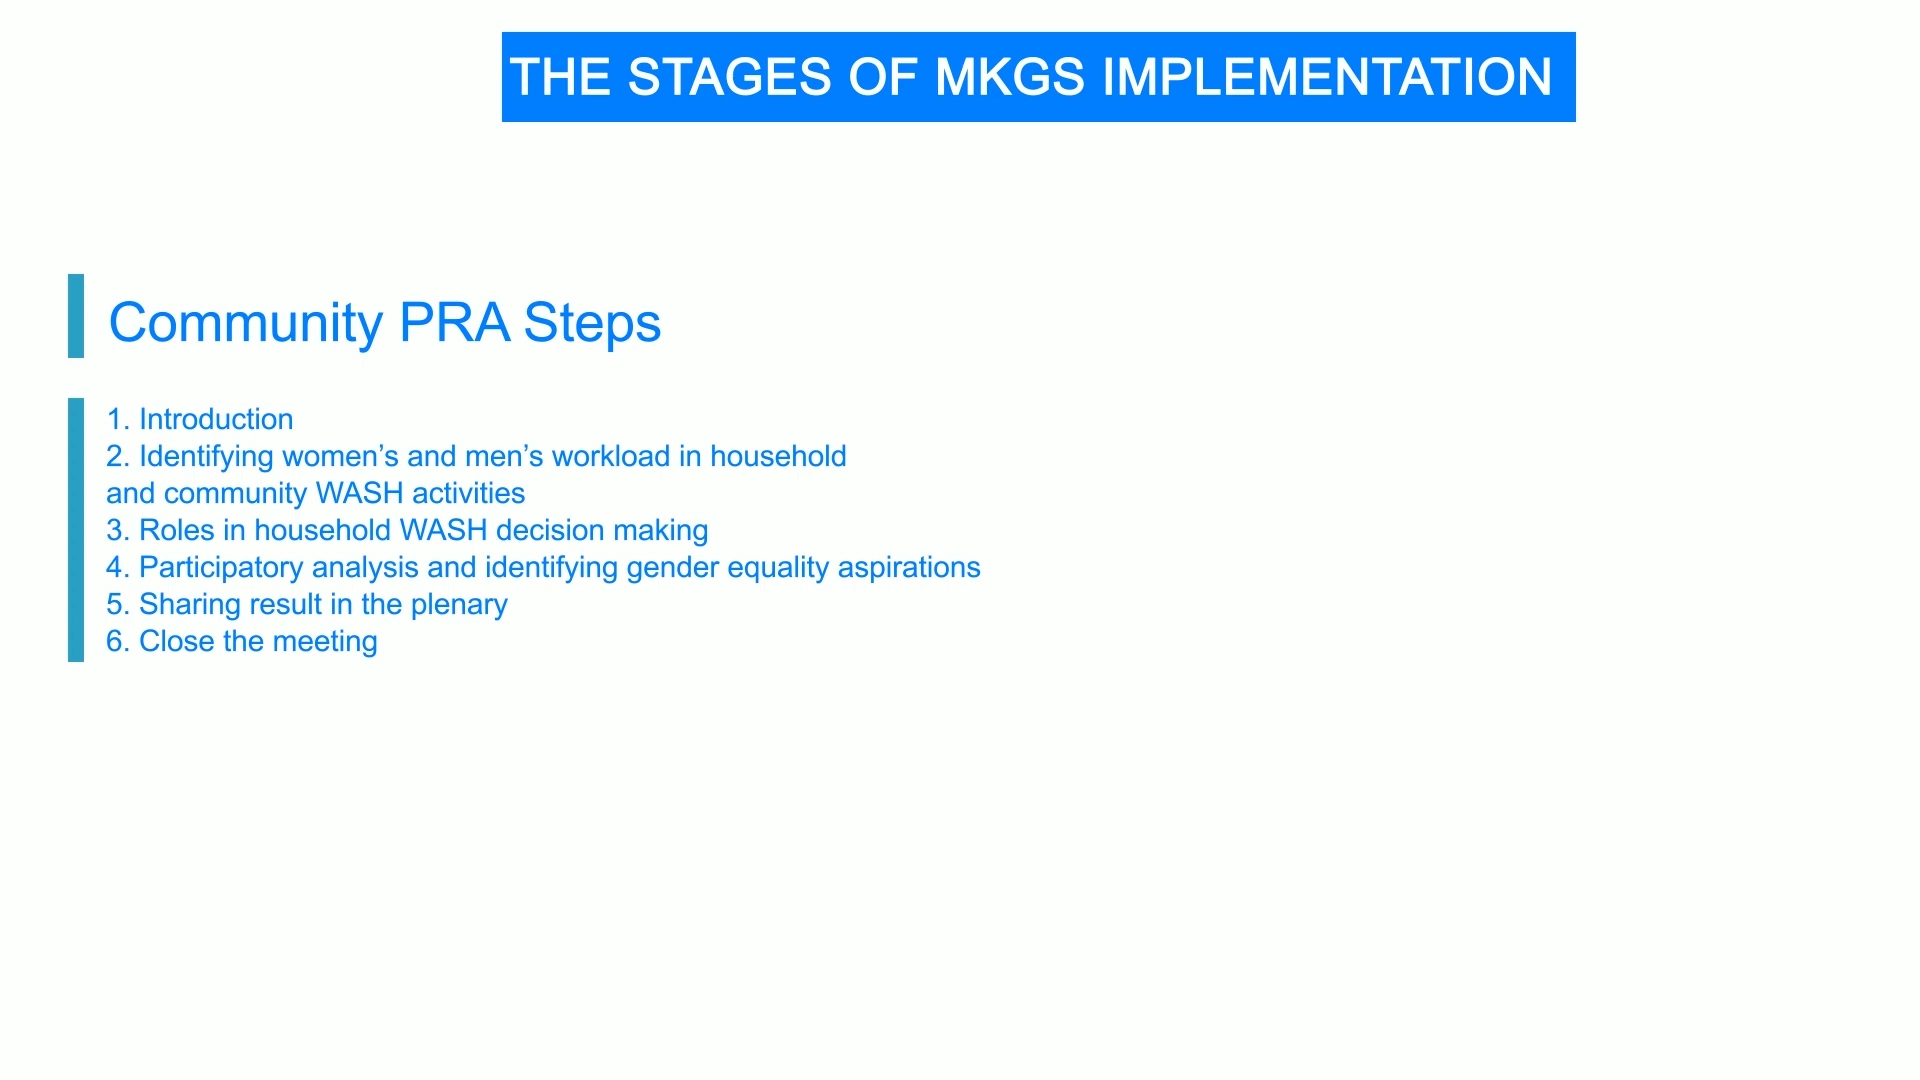 THE STAGES OF MKGS IMPLEMENTATION
Community PRA Steps
1. Introduction
2. Identifying women’s and men’s workload in household
and community WASH activities
3. Roles in household WASH decision making
4. Participatory analysis and identifying gender equality aspirations
5. Sharing result in the plenary
6. Close the meeting